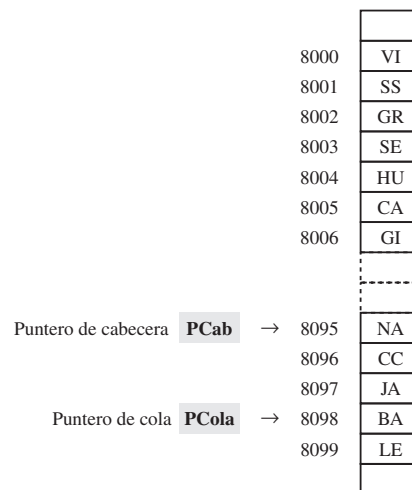 8000 VI
8001 SS
8002 GR
8003 SE
8004 HU
8005 CA
8006 GI
Puntero de cabecera PCab → 8095 NA
8096 CC
8097 JA
Puntero de cola PCola → 8098 BA
8099 LE